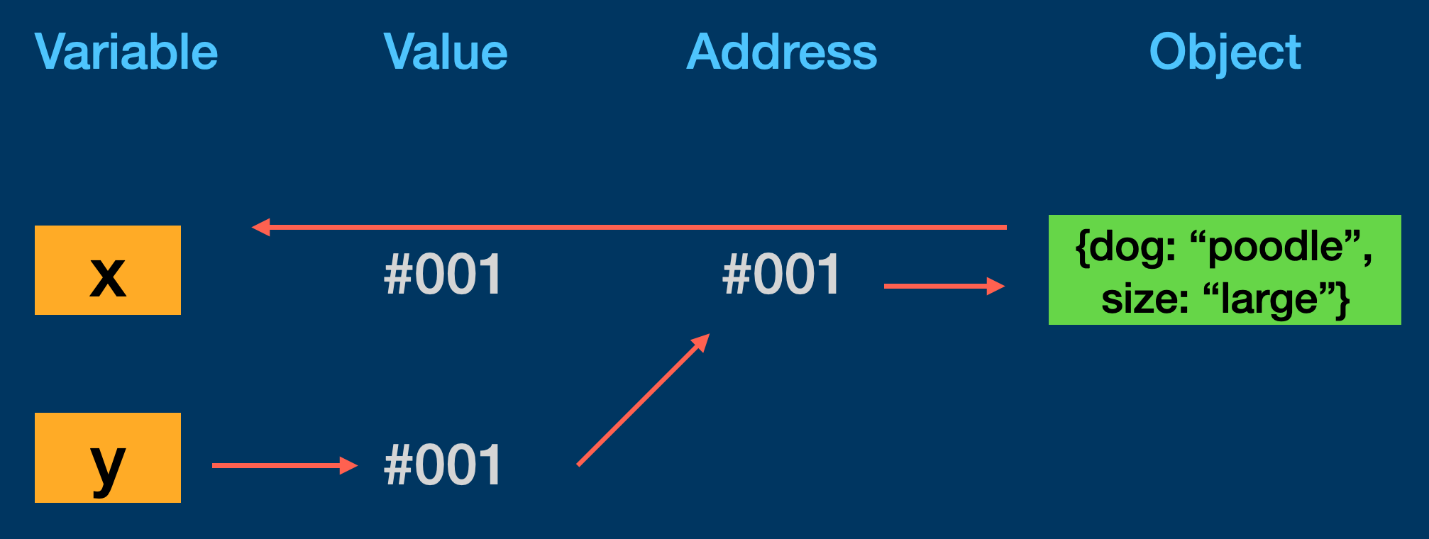 Variable Value Address Object
x #001 #001 {dog: “poodle”,
size: “large”}
y #001